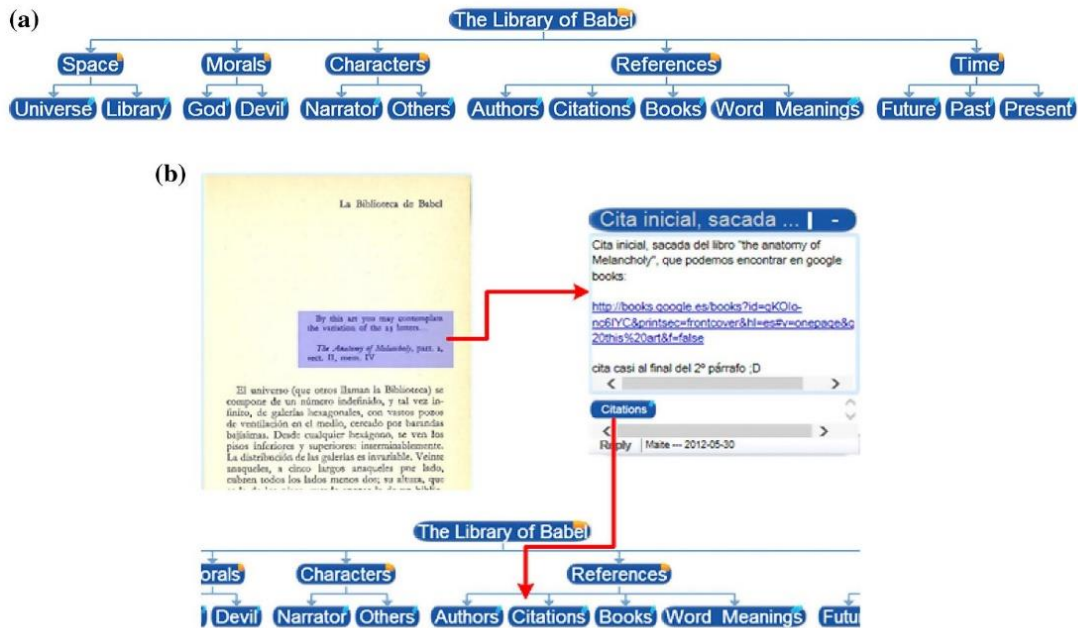 (a)
The Library of Babel
Space Morals Characters References Time
Universe Library God Devil Narrator Others Authors Citations Books Word Meanings Future Past Present
(b)
La Biblioteca de Babel
By this art you may contemplate
the variation of the 23 letters...
The Anatomy of Melancholy, part. 2,
sect. II, mem. IV
El universo (que otros llaman la Biblioteca) se
compone de un número indefinido, y tal vez in-
finito, de galerías hexagonales, con vastos pozos
de ventilación en el medio, cercado por barandas
bajísimas. Desde cualquier hexágono, se ven los
pisos inferiores y superiores: interminablemente.
La distribución de las galerías es invariable. Veinte
anaqueles, a cinco largos anaqueles por lado,
cubren todos los lados menos dos; su altura, que
Cita inicial, sacada ... -
Cita inicial, sacada del libro "the anatomy of
Melancholy", que podemos encontrar en google
books:
http://books.google.es/books?id=gKOIo-
nc6IYC&printsec=frontcover&hl=es#v=onepage&q
20this%20art&f=false
cita casi al final del 2º párrafo ;D
Citations
Reply Maite --- 2012-05-30
The Library of Babel
orals Characters References
Devil Narrator Others Authors Citations Books Word Meanings Futu